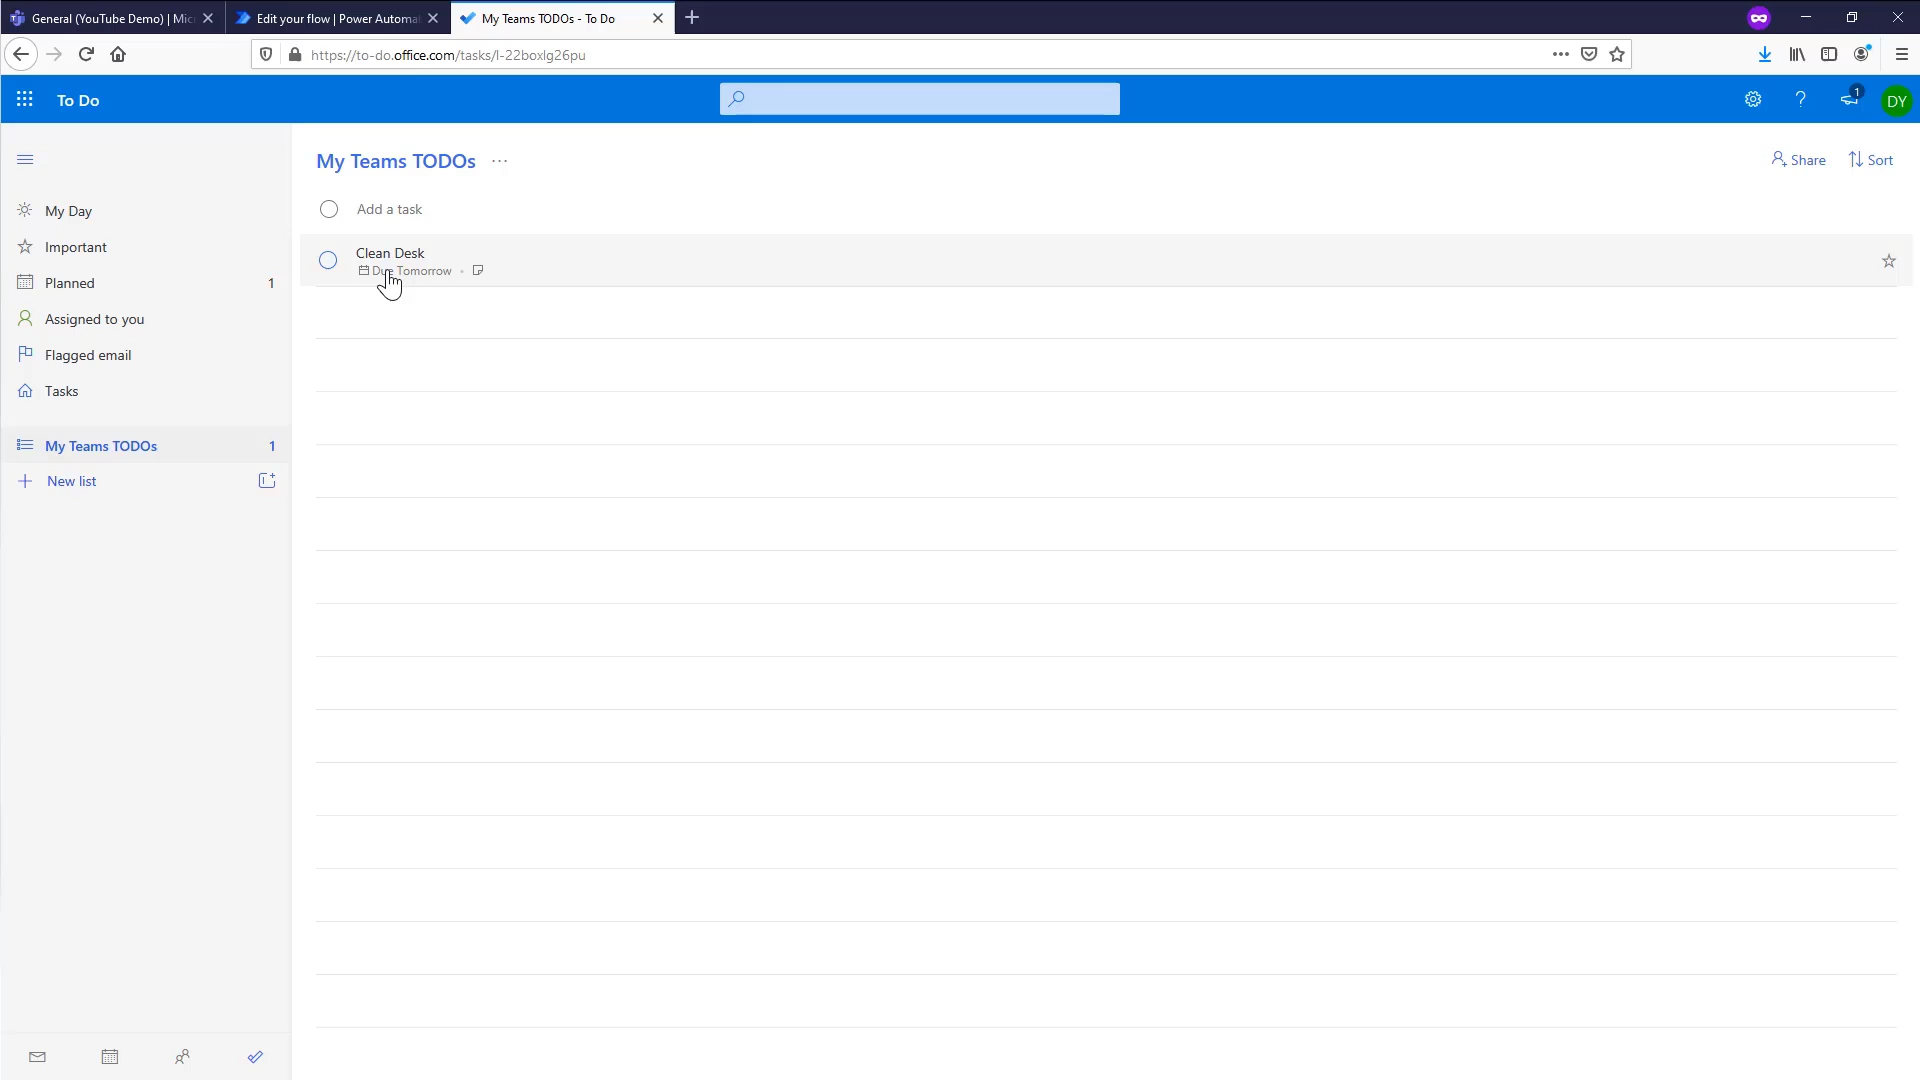 General (YouTube Demo) | Mic
Edit your flow | Power Automa
My Teams TODOs - To Do
https://to-do.office.com/tasks/l-22boxlg26pu
To Do
1
DY
My Teams TODOs
Share
Sort
My Day
Add a task
Important
Clean Desk
Due Tomorrow
Planned 1
Assigned to you
Flagged email
Tasks
My Teams TODOs 1
New list